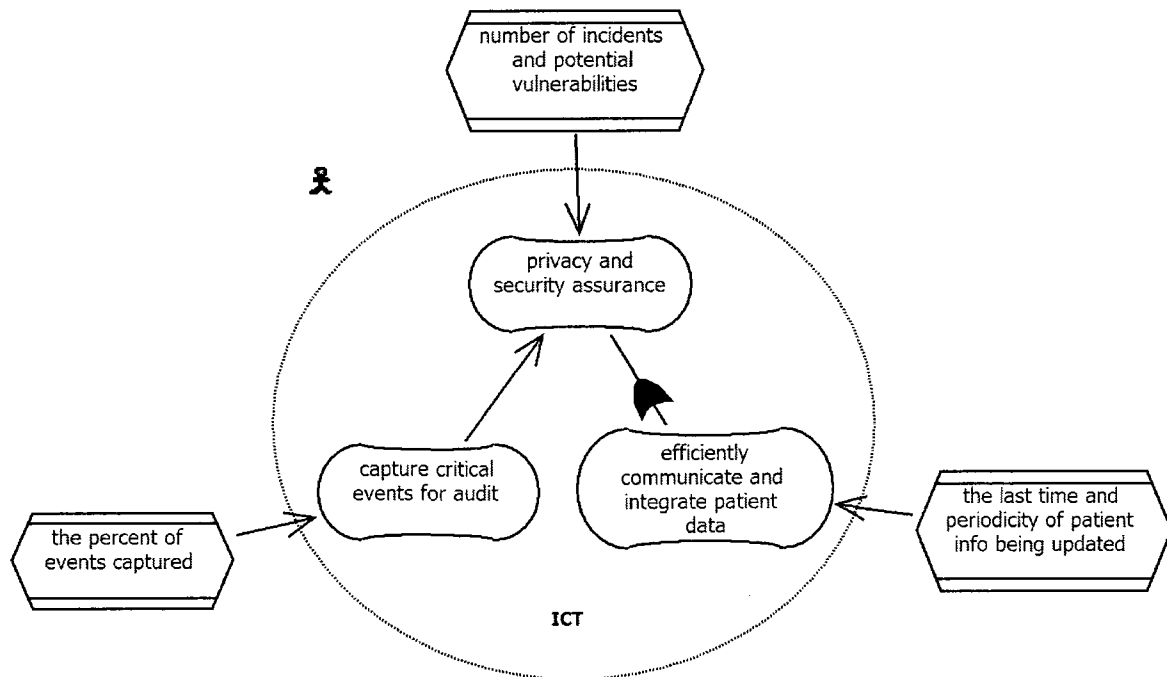 number of incidents
and potential
vulnerabilities
privacy and
security assurance
capture critical
events for audit
efficiently
communicate and
integrate patient
data
the percent of
events captured
the last time and
periodicity of patient
info being updated
ICT